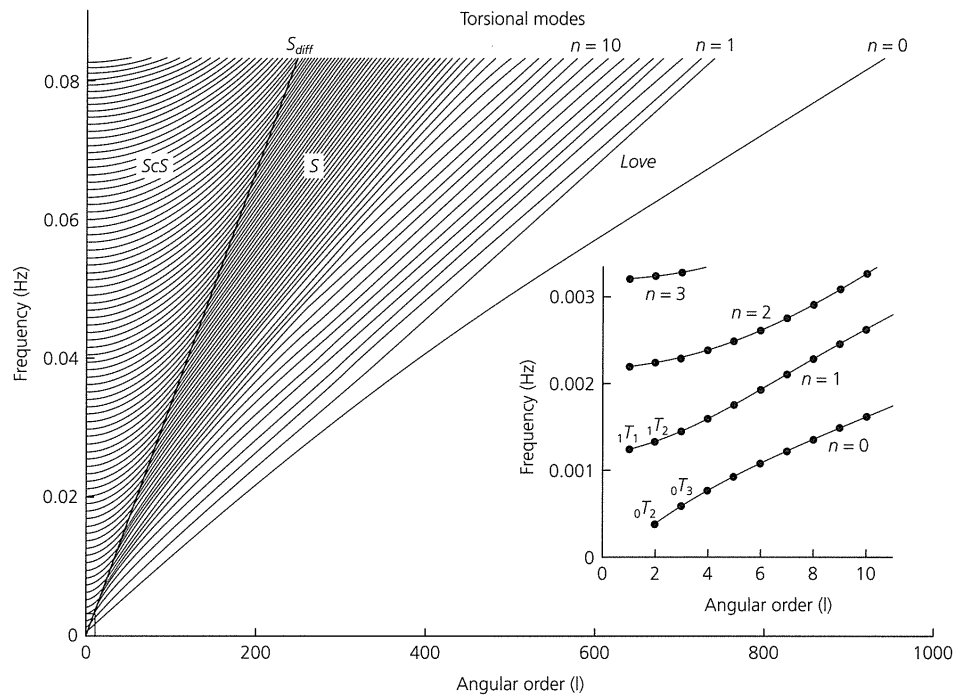 Torsional modes
S_diff n = 10 n = 1 n = 0
0.08
ScS S Love
0.06
0.04
0.02
0
Frequency (Hz)
0 200 400 600 800 1000
Angular order (l)
0.003
n = 3
n = 2
0.002
n = 1
₁T₁ ₁T₂
0.001
n = 0
₀T₃
₀T₂
0
Frequency (Hz)
0 2 4 6 8 10
Angular order (l)